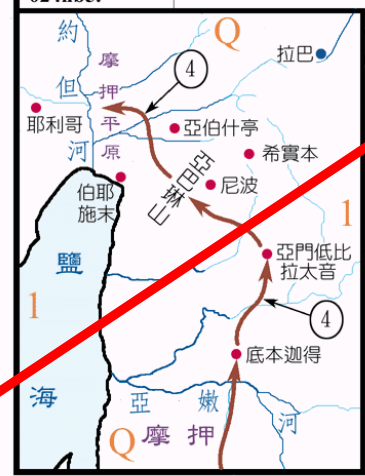 約但河
Q
拉巴
摩押平原
4
耶利哥
亞伯什亭
希實本
伯耶施末
亞巴琳山
尼波
鹽海
1
1
亞門低比
拉太音
4
底本迦得
亞嫩河
Q
摩押